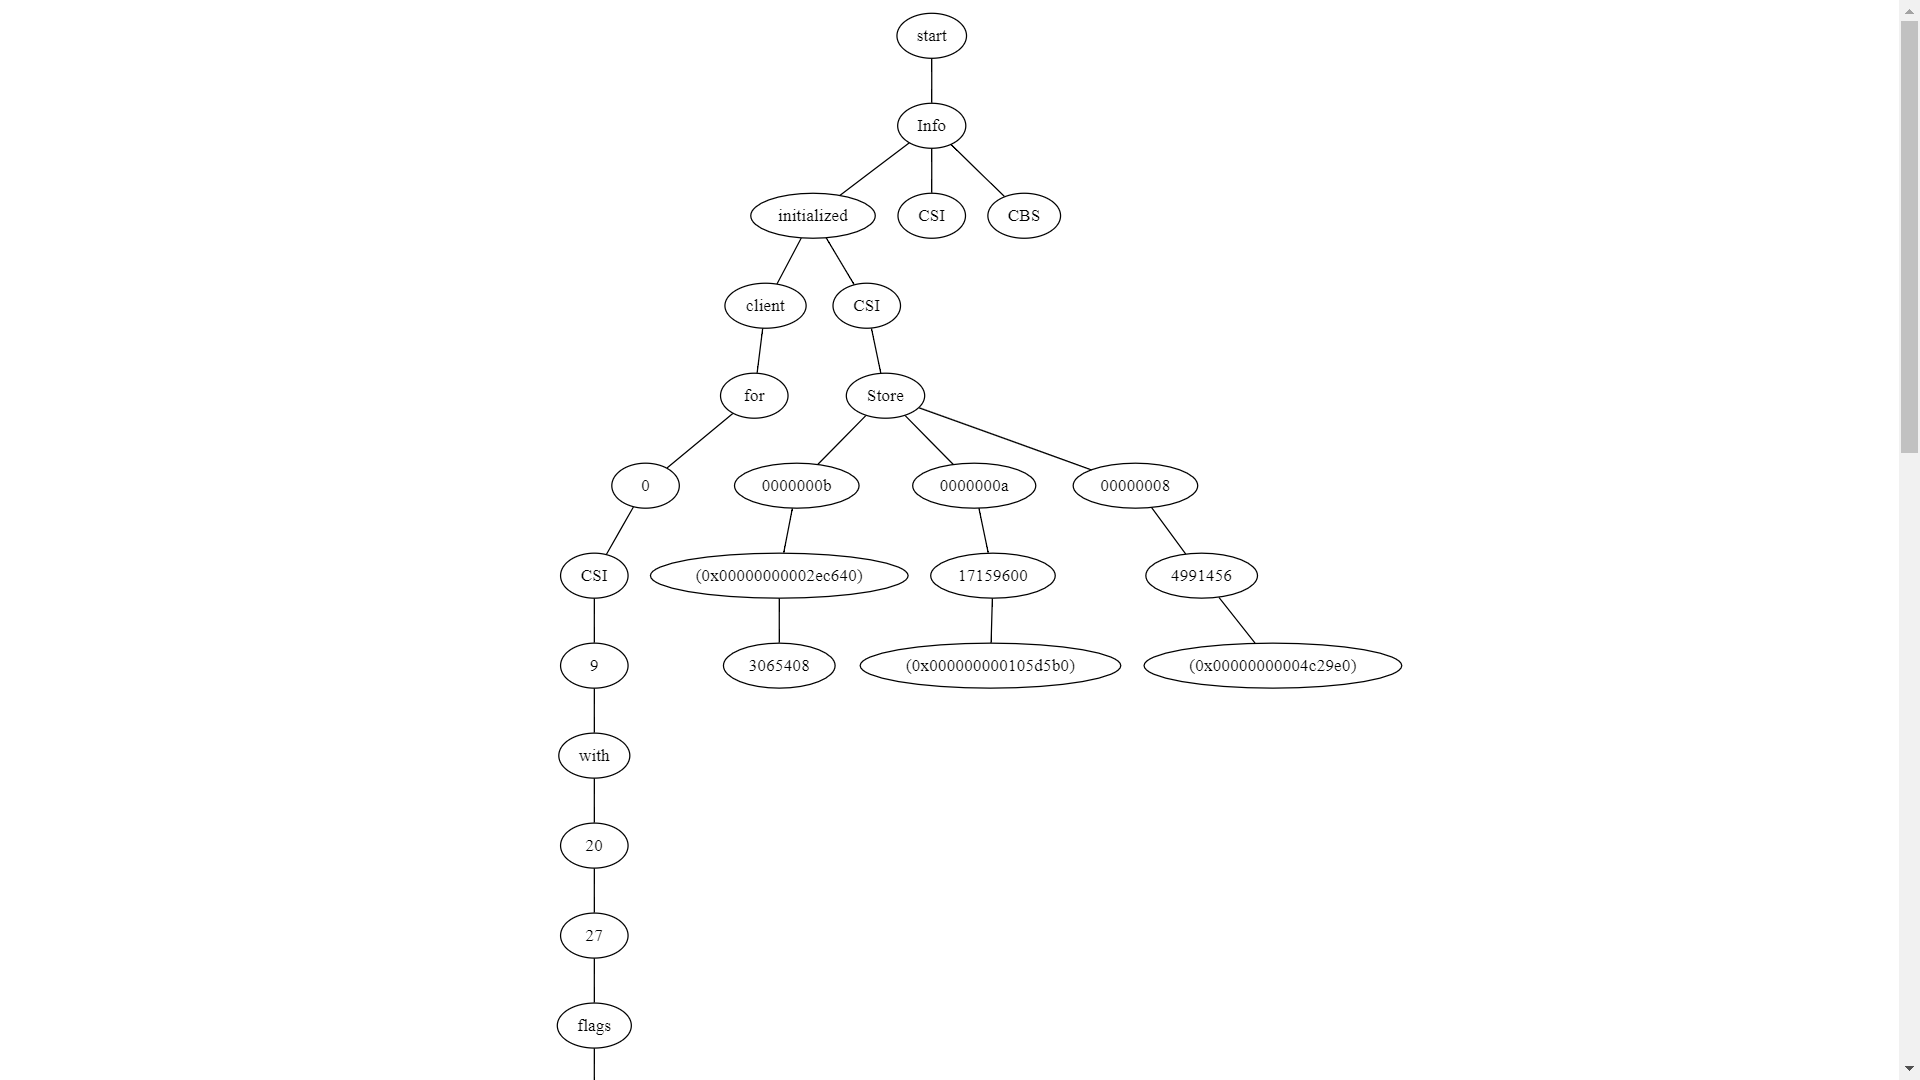 start
Info
initialized
CSI
CBS
client
CSI
for
Store
0
0000000b
0000000a
00000008
CSI
(0x00000000002ec640)
17159600
4991456
9
3065408
(0x000000000105d5b0)
(0x00000000004c29e0)
with
20
27
flags